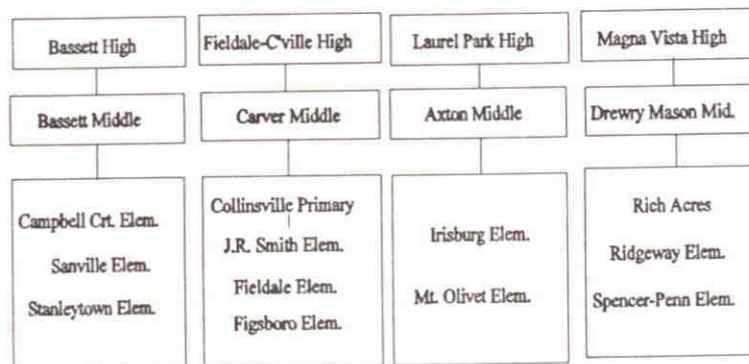 Bassett High
Fieldale-C'ville High
Laurel Park High
Magna Vista High
Bassett Middle
Carver Middle
Axton Middle
Drewry Mason Mid.
Campbell Crt. Elem.
Sanville Elem.
Stanleytown Elem.
Collinsville Primary
J.R. Smith Elem.
Fieldale Elem.
Figsboro Elem.
Irisburg Elem.
Mt. Olivet Elem.
Rich Acres
Ridgeway Elem.
Spencer-Penn Elem.